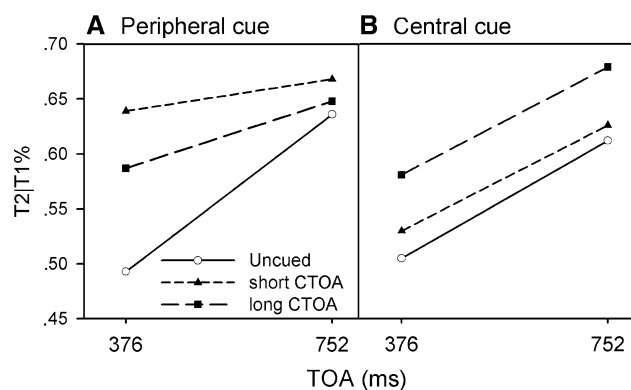 A Peripheral cue
B Central cue
.70
.65
.60
.55
.50
.45
T2|T1%
Uncued
short CTOA
long CTOA
376
752
376
752
TOA (ms)